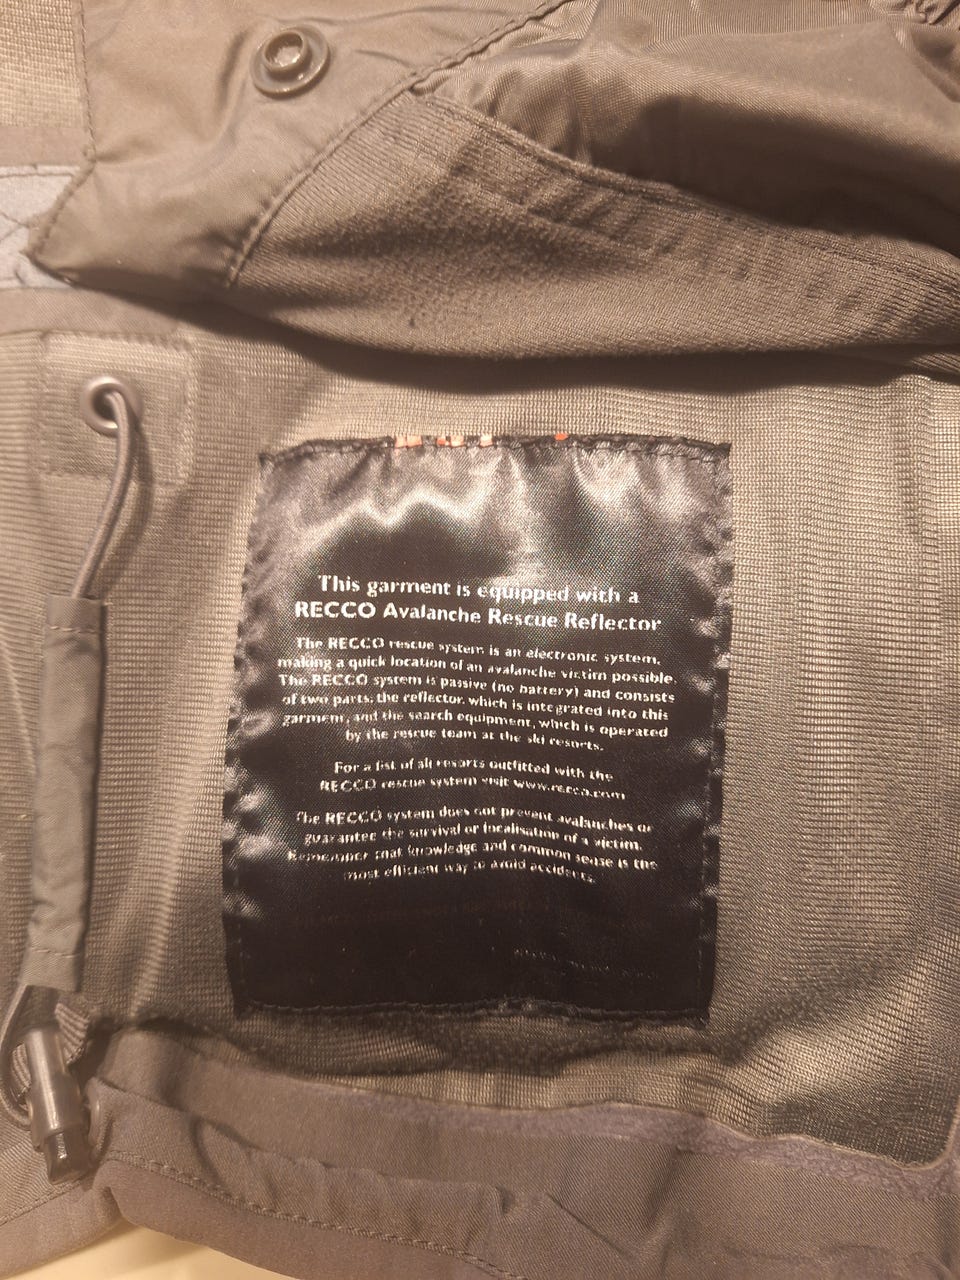 This garment is equipped with a
RECCO Avalanche Rescue Reflector
The RECCO rescue system is an electronic system,
making a quick location of an avalanche victim possible.
The RECCO system is passive (no battery) and consists
of two parts, the reflector, which is integrated into this
garment, and the search equipment, which is operated
by the rescue team at the ski resorts.
For a list of all resorts outfitted with the
RECCO rescue system visit www.recco.com
The RECCO system does not prevent avalanches or
guarantee the survival or localisation of a victim.
Remember that knowledge and common sense is the
most efficient way to avoid accidents.